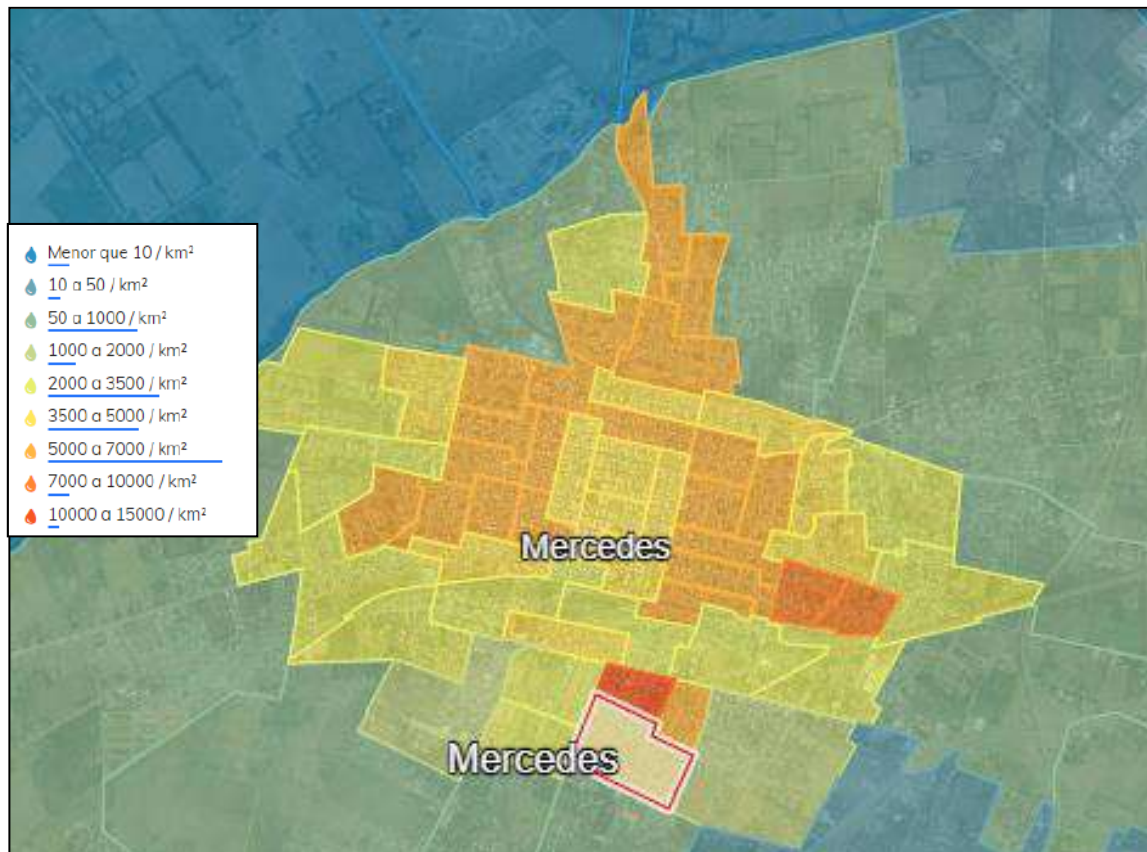 Menor que 10 / km²
10 a 50 / km²
50 a 1000 / km²
1000 a 2000 / km²
2000 a 3500 / km²
3500 a 5000 / km²
5000 a 7000 / km²
7000 a 10000 / km²
10000 a 15000 / km²
Mercedes
Mercedes